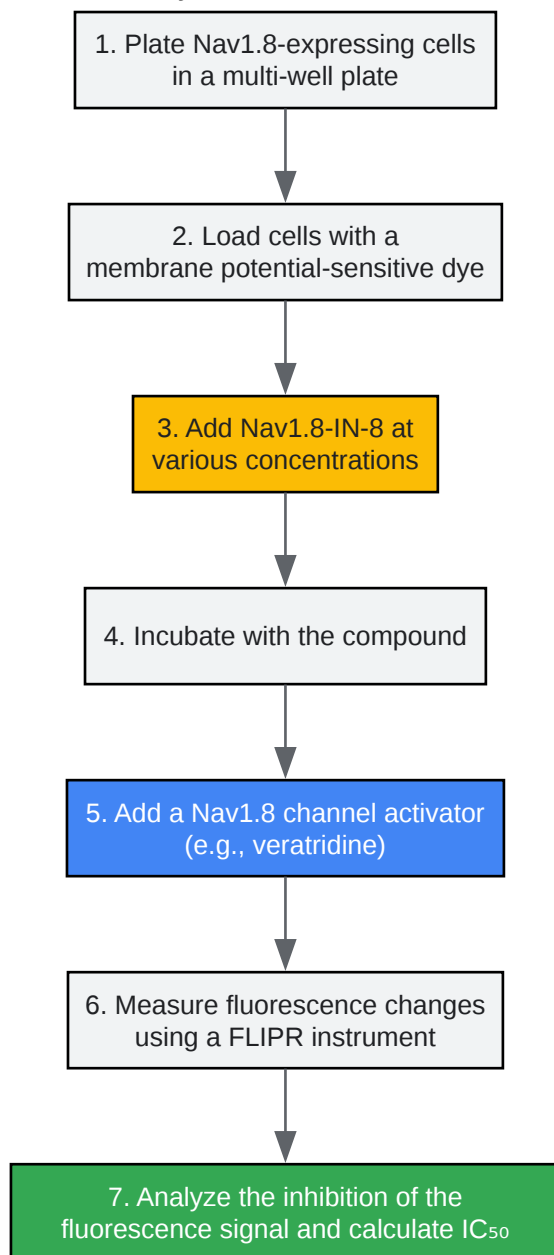 1. Plate Nav1.8-expressing cells
in a multi-well plate
2. Load cells with a
membrane potential-sensitive dye
3. Add Nav1.8-IN-8 at
various concentrations
4. Incubate with the compound
5. Add a Nav1.8 channel activator
(e.g., veratridine)
6. Measure fluorescence changes
using a FLIPR instrument
7. Analyze the inhibition of the
fluorescence signal and calculate IC₅₀